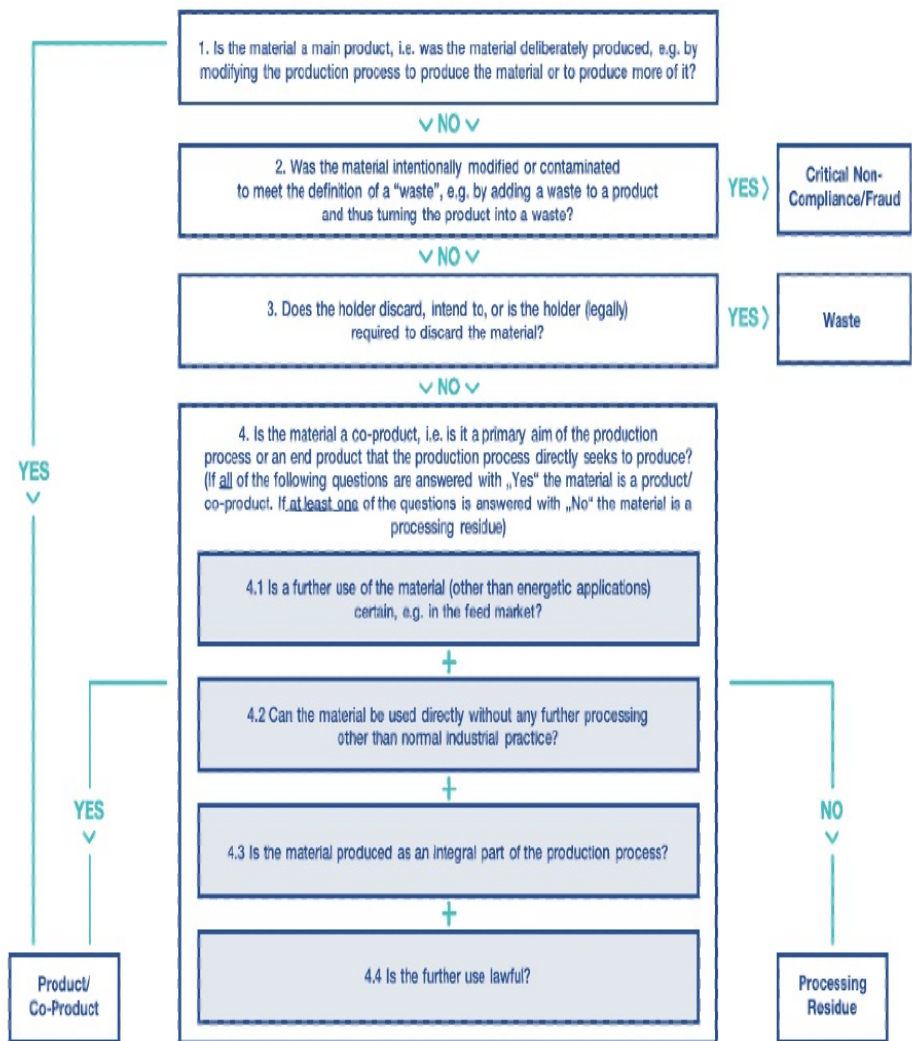 1. Is the material a main product, i.e. was the material deliberately produced, e.g. by
modifying the production process to produce the material or to produce more of it?
NO
2. Was the material intentionally modified or contaminated
to meet the definition of a “waste”, e.g. by adding a waste to a product
and thus turning the product into a waste?
YES
Critical Non-
Compliance/Fraud
NO
3. Does the holder discard, intend to, or is the holder (legally)
required to discard the material?
YES
Waste
NO
4. Is the material a co-product, i.e. is it a primary aim of the production
process or an end product that the production process directly seeks to produce?
(If all of the following questions are answered with „Yes“ the material is a product/
co-product. If at least one of the questions is answered with „No“ the material is a
processing residue)
YES
4.1 Is a further use of the material (other than energetic applications)
certain, e.g. in the feed market?
+
4.2 Can the material be used directly without any further processing
other than normal industrial practice?
+
YES
NO
4.3 Is the material produced as an integral part of the production process?
+
4.4 Is the further use lawful?
Product/
Co-Product
Processing
Residue